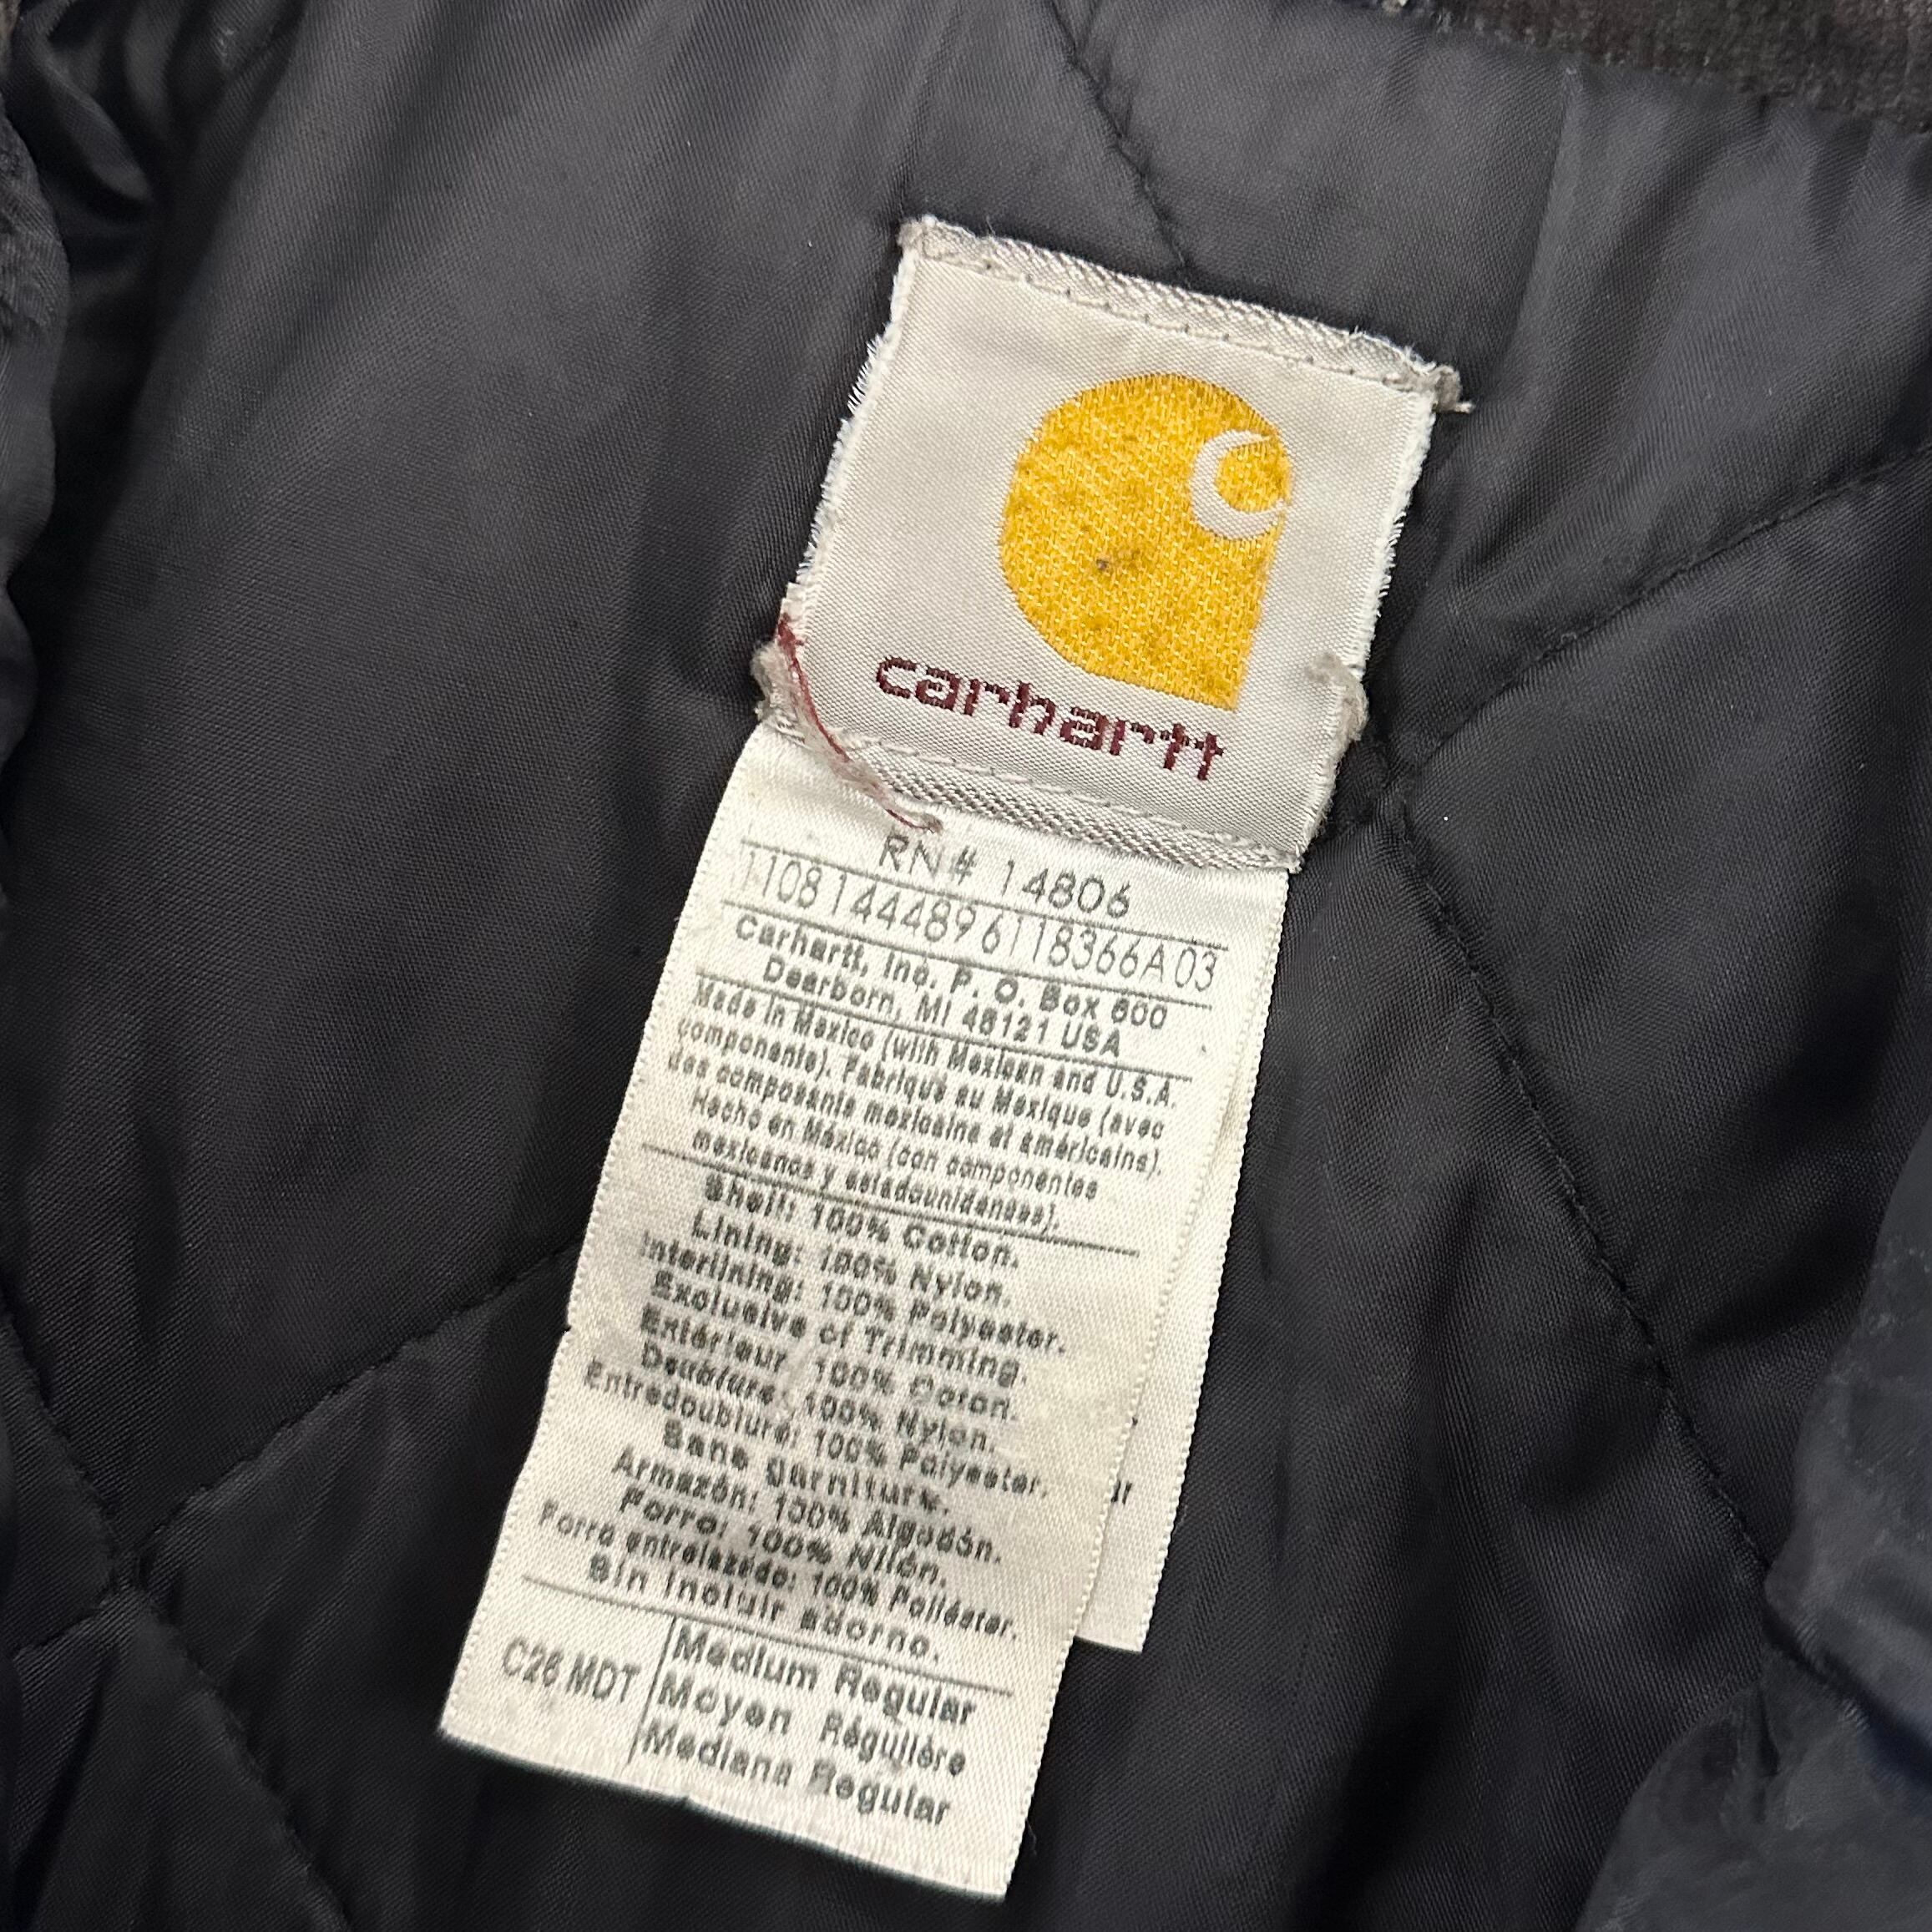 carhartt
RN# 14806
11081444896118366A03
Carhartt, Inc. P. O. Box 600
Dearborn, MI 48121 USA
Made in Mexico (with Mexican and U.S.A.
components). Fabriqué au Mexique (avec
des composants mexicains et américains).
Hecho en México (con componentes
mexicanos y estadounidenses).
Shell: 100% Cotton.
Lining: 100% Nylon.
Interlining: 100% Polyester.
Exclusive of Trimming.
Extérieur 100% Coton.
Doublure: 100% Nylon.
Entredoublure: 100% Polyester.
Sans garniture.
Armazón: 100% Algodón.
Forro: 100% Nilón.
Forro entrelazado: 100% Poliéster.
Sin incluir adorno.
C26 MDT
Medium Regular
Moyen Régulière
Mediana Regular